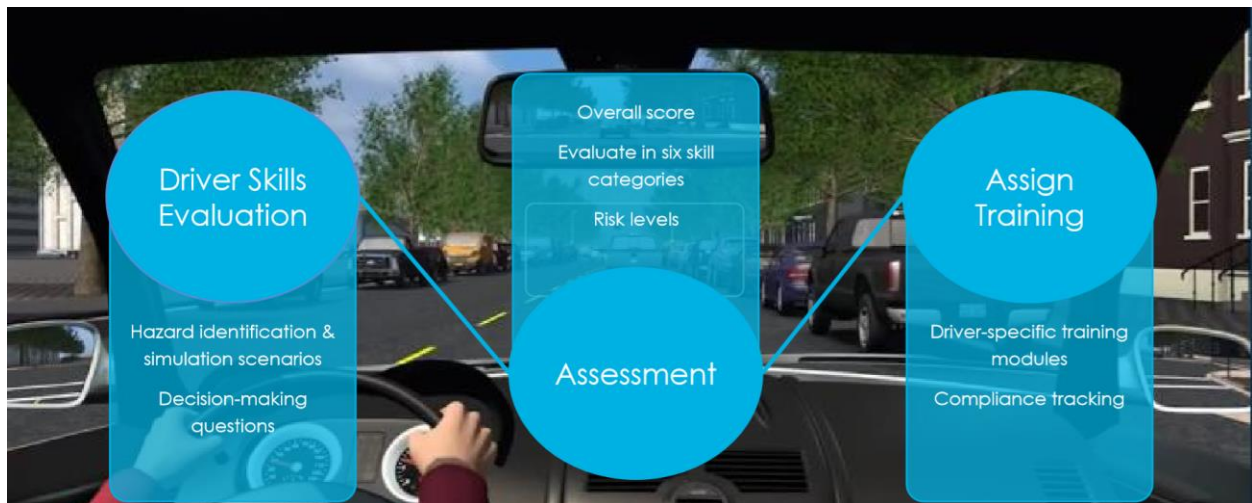 Driver Skills
Evaluation
Hazard identification &
simulation scenarios
Decision-making
questions
Overall score
Evaluate in six skill
categories
Risk levels
Assessment
Assign
Training
Driver-specific training
modules
Compliance tracking